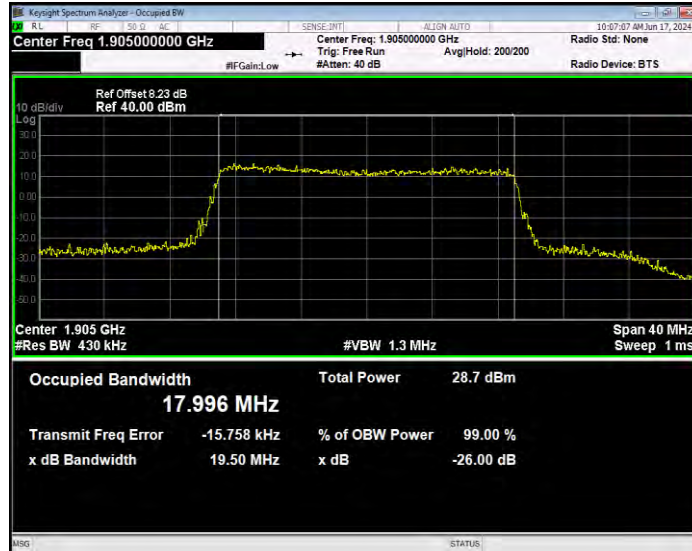 Keysight Spectrum Analyzer - Occupied BW
RL RF 50 Ω AC SENSE:INT ALIGN AUTO 10:07:07 AM Jun 17, 2024
Center Freq 1.905000000 GHz Center Freq: 1.905000000 GHz Radio Std: None
Trig: Free Run Avg|Hold: 200/200
#IFGain:Low #Atten: 40 dB Radio Device: BTS
Ref Offset 8.23 dB
10 dB/div Ref 40.00 dBm
Log
30.0
20.0
10.0
0.00
-10.0
-20.0
-30.0
-40.0
-50.0
Center 1.905 GHz Span 40 MHz
#Res BW 430 kHz #VBW 1.3 MHz Sweep 1 ms
Occupied Bandwidth Total Power 28.7 dBm
17.996 MHz
Transmit Freq Error -15.758 kHz % of OBW Power 99.00 %
x dB Bandwidth 19.50 MHz x dB -26.00 dB
MSG STATUS